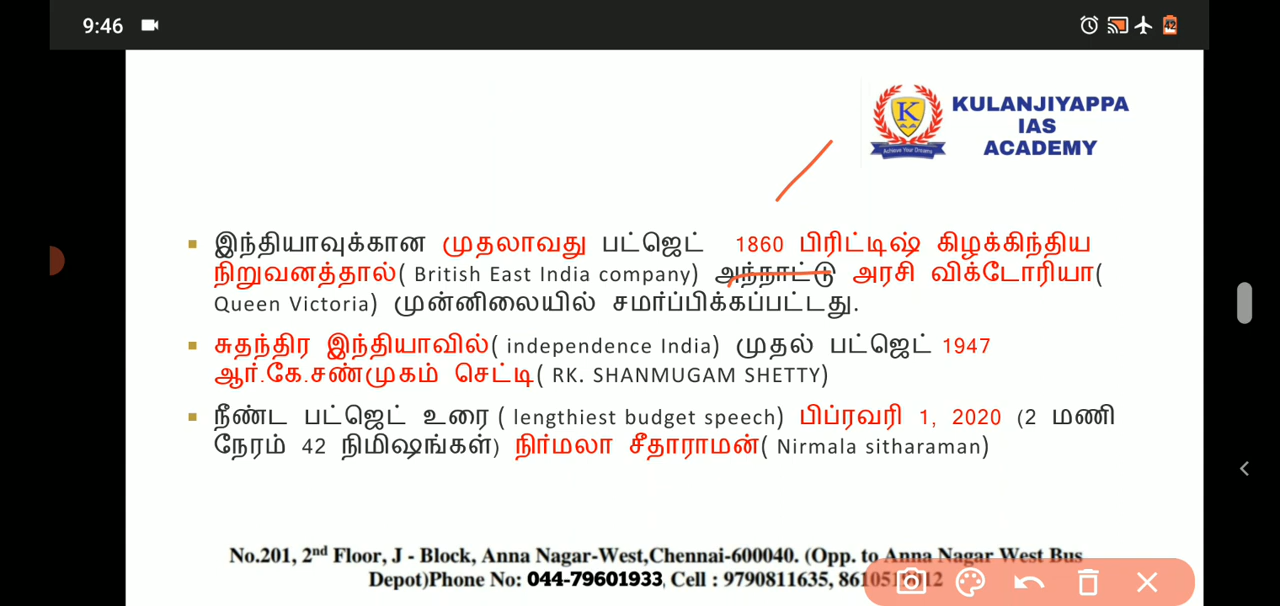 9:46
42
K
Achieve Your Dreams
KULANJIYAPPA
IAS
ACADEMY
இந்தியாவுக்கான முதலாவது பட்ஜெட் 1860 பிரிட்டிஷ் கிழக்கிந்திய
நிறுவனத்தால்( British East India company) அந்நாட்டு அரசி விக்டோரியா(
Queen Victoria) முன்னிலையில் சமர்ப்பிக்கப்பட்டது.
சுதந்திர இந்தியாவில்( independence India) முதல் பட்ஜெட் 1947
ஆர்.கே.சண்முகம் செட்டி( RK. SHANMUGAM SHETTY)
நீண்ட பட்ஜெட் உரை ( lengthiest budget speech) பிப்ரவரி 1, 2020 (2 மணி
நேரம் 42 நிமிஷங்கள்) நிர்மலா சீதாராமன்( Nirmala sitharaman)
No.201, 2nd Floor, J - Block, Anna Nagar-West,Chennai-600040. (Opp. to Anna Nagar West Bus
Depot)Phone No: 044-79601933, Cell : 9790811635,